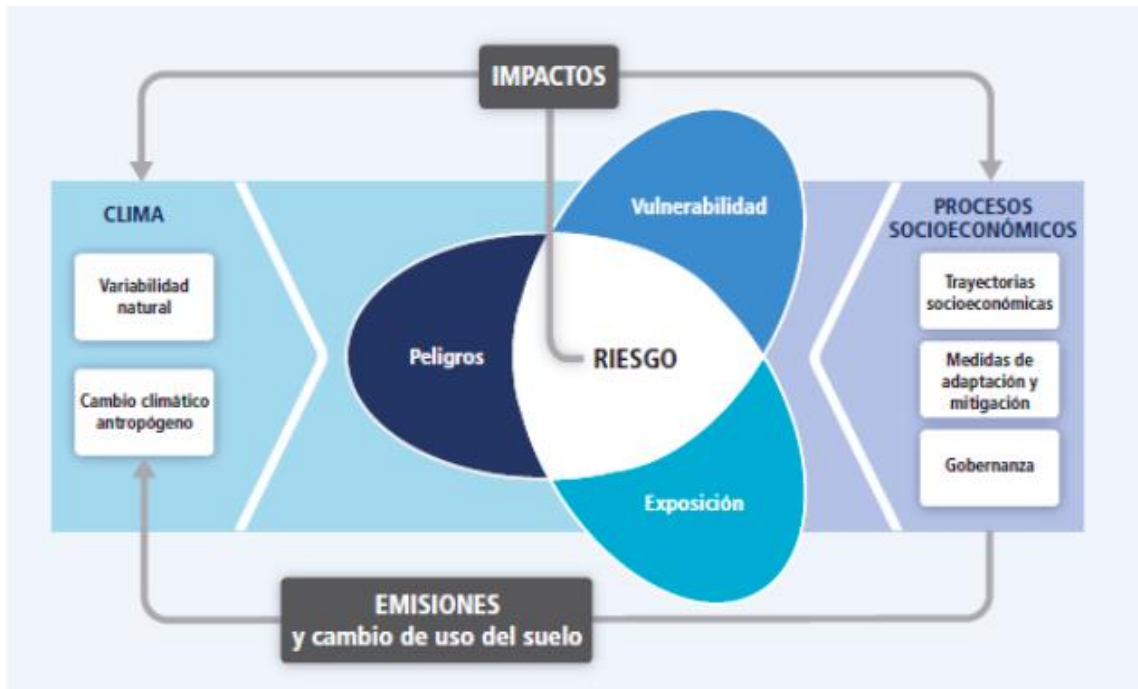 IMPACTOS
CLIMA
Variabilidad
natural
Cambio climático
antropógeno
Peligros
Vulnerabilidad
RIESGO
Exposición
PROCESOS
SOCIOECONÓMICOS
Trayectorias
socioeconómicas
Medidas de
adaptación y
mitigación
Gobernanza
EMISIONES
y cambio de uso del suelo